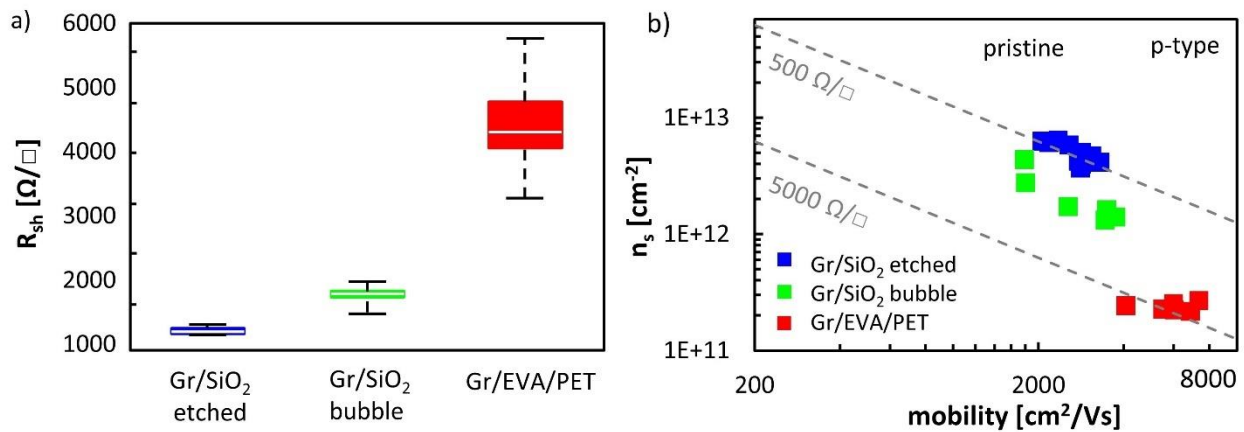 a)
R_sh [Ω/□]
6000
5000
4000
3000
2000
1000
Gr/SiO₂
etched
Gr/SiO₂
bubble
Gr/EVA/PET
b)
pristine
p-type
500 Ω/□
5000 Ω/□
n_s [cm⁻²]
1E+13
1E+12
1E+11
Gr/SiO₂ etched
Gr/SiO₂ bubble
Gr/EVA/PET
200
2000
8000
mobility [cm²/Vs]